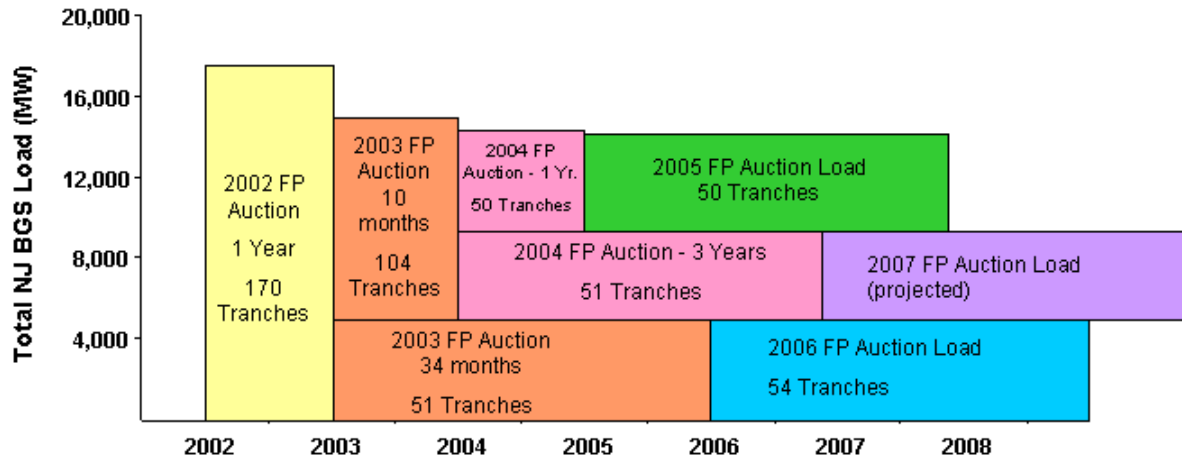 Total NJ BGS Load (MW)
20,000
16,000
12,000
8,000
4,000
2002 FP
Auction
1 Year
170
Tranches
2003 FP
Auction
10
months
104
Tranches
2004 FP
Auction - 1 Yr.
50 Tranches
2005 FP Auction Load
50 Tranches
2004 FP Auction - 3 Years
51 Tranches
2007 FP Auction Load
(projected)
2003 FP Auction
34 months
51 Tranches
2006 FP Auction Load
54 Tranches
2002
2003
2004
2005
2006
2007
2008